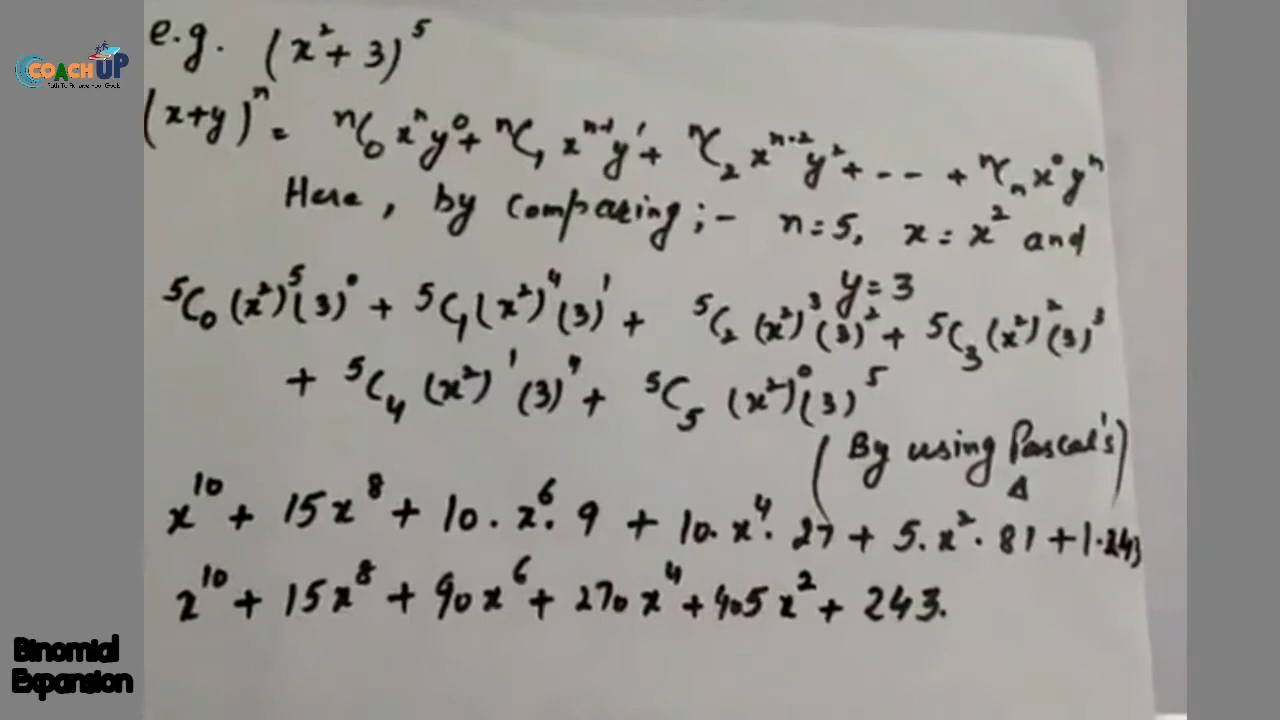 COACHUP
e.g. (x²+3)⁵
(x+y)ⁿ = ⁿC₀ xⁿy⁰ + ⁿC₁ xⁿ⁻¹y¹ + ⁿC₂ xⁿ⁻²y² + ---- + ⁿCₙ x⁰yⁿ
Here, by comparing ;- n=5, x=x² and
y=3
⁵C₀ (x²)⁵(3)⁰ + ⁵C₁(x²)⁴(3)¹ + ⁵C₂ (x²)³(3)² + ⁵C₃(x²)²(3)³
+ ⁵C₄ (x²)¹(3)⁴ + ⁵C₅ (x²)⁰(3)⁵
(By using Pascal's)
Δ
x¹⁰ + 15x⁸ + 10.x⁶.9 + 10.x⁴.27 + 5.x².81 + 1.243
x¹⁰ + 15x⁸ + 90x⁶ + 270x⁴ + 405x² + 243.
Binomial
Expansion